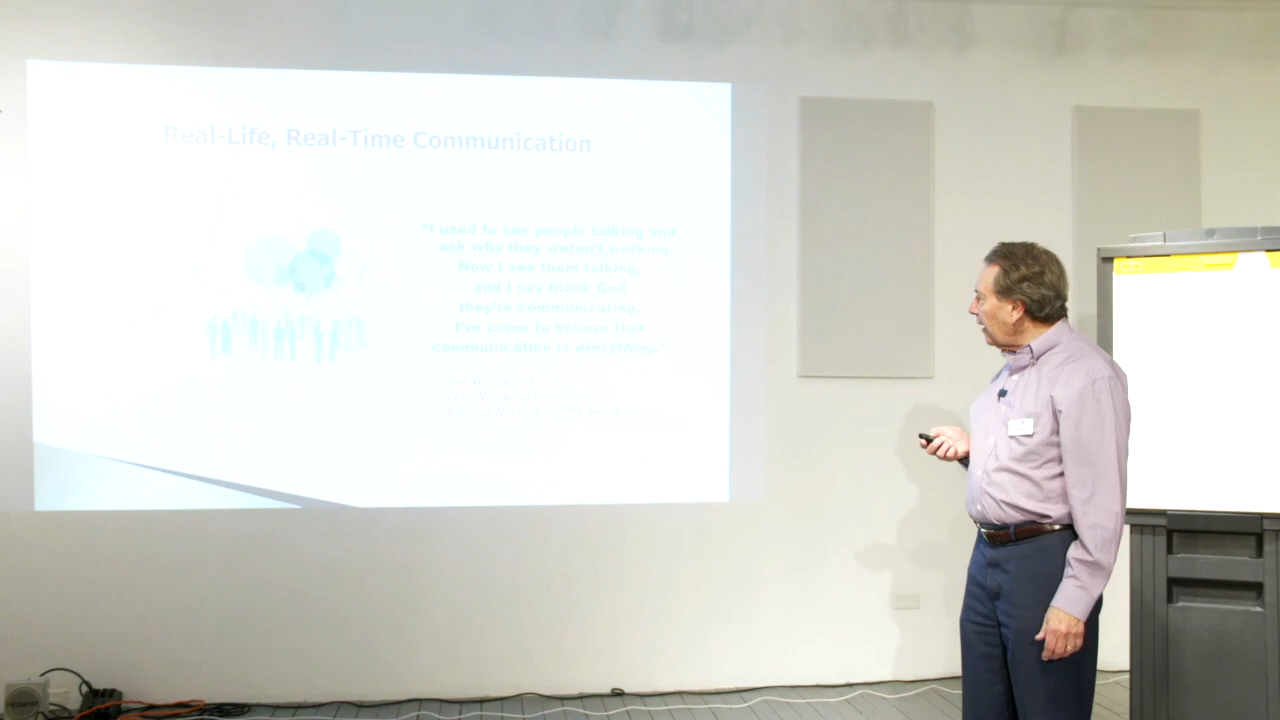 Real-Life, Real-Time Communication
"I used to see people talking and
ask why they weren't working.
Now I see them talking,
and I say thank God
they're communicating.
I've come to believe that
communication is everything."